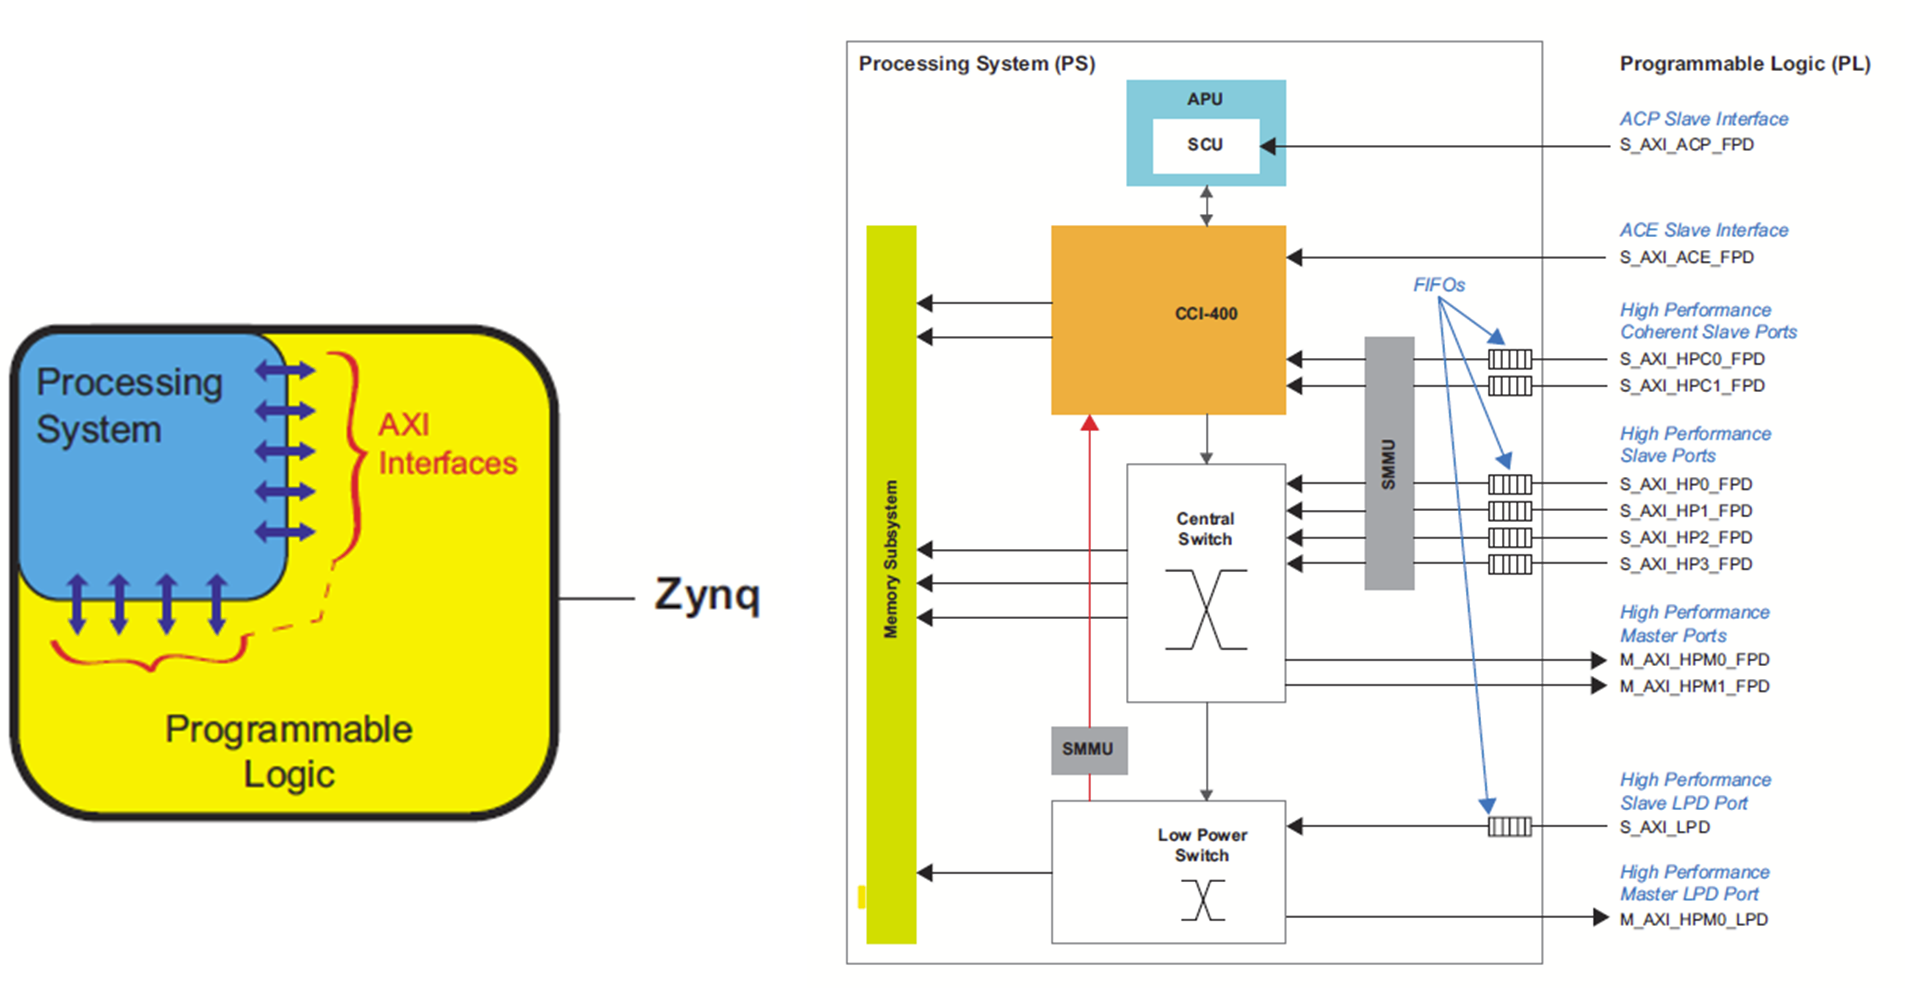 Processing
System
AXI
Interfaces
Programmable
Logic
Zynq
Processing System (PS)
Programmable Logic (PL)
APU
SCU
CCI-400
Memory Subsystem
Central
Switch
SMMU
SMMU
Low Power
Switch
FIFOs
ACP Slave Interface
S_AXI_ACP_FPD
ACE Slave Interface
S_AXI_ACE_FPD
High Performance
Coherent Slave Ports
S_AXI_HPC0_FPD
S_AXI_HPC1_FPD
High Performance
Slave Ports
S_AXI_HP0_FPD
S_AXI_HP1_FPD
S_AXI_HP2_FPD
S_AXI_HP3_FPD
High Performance
Master Ports
M_AXI_HPM0_FPD
M_AXI_HPM1_FPD
High Performance
Slave LPD Port
S_AXI_LPD
High Performance
Master LPD Port
M_AXI_HPM0_LPD